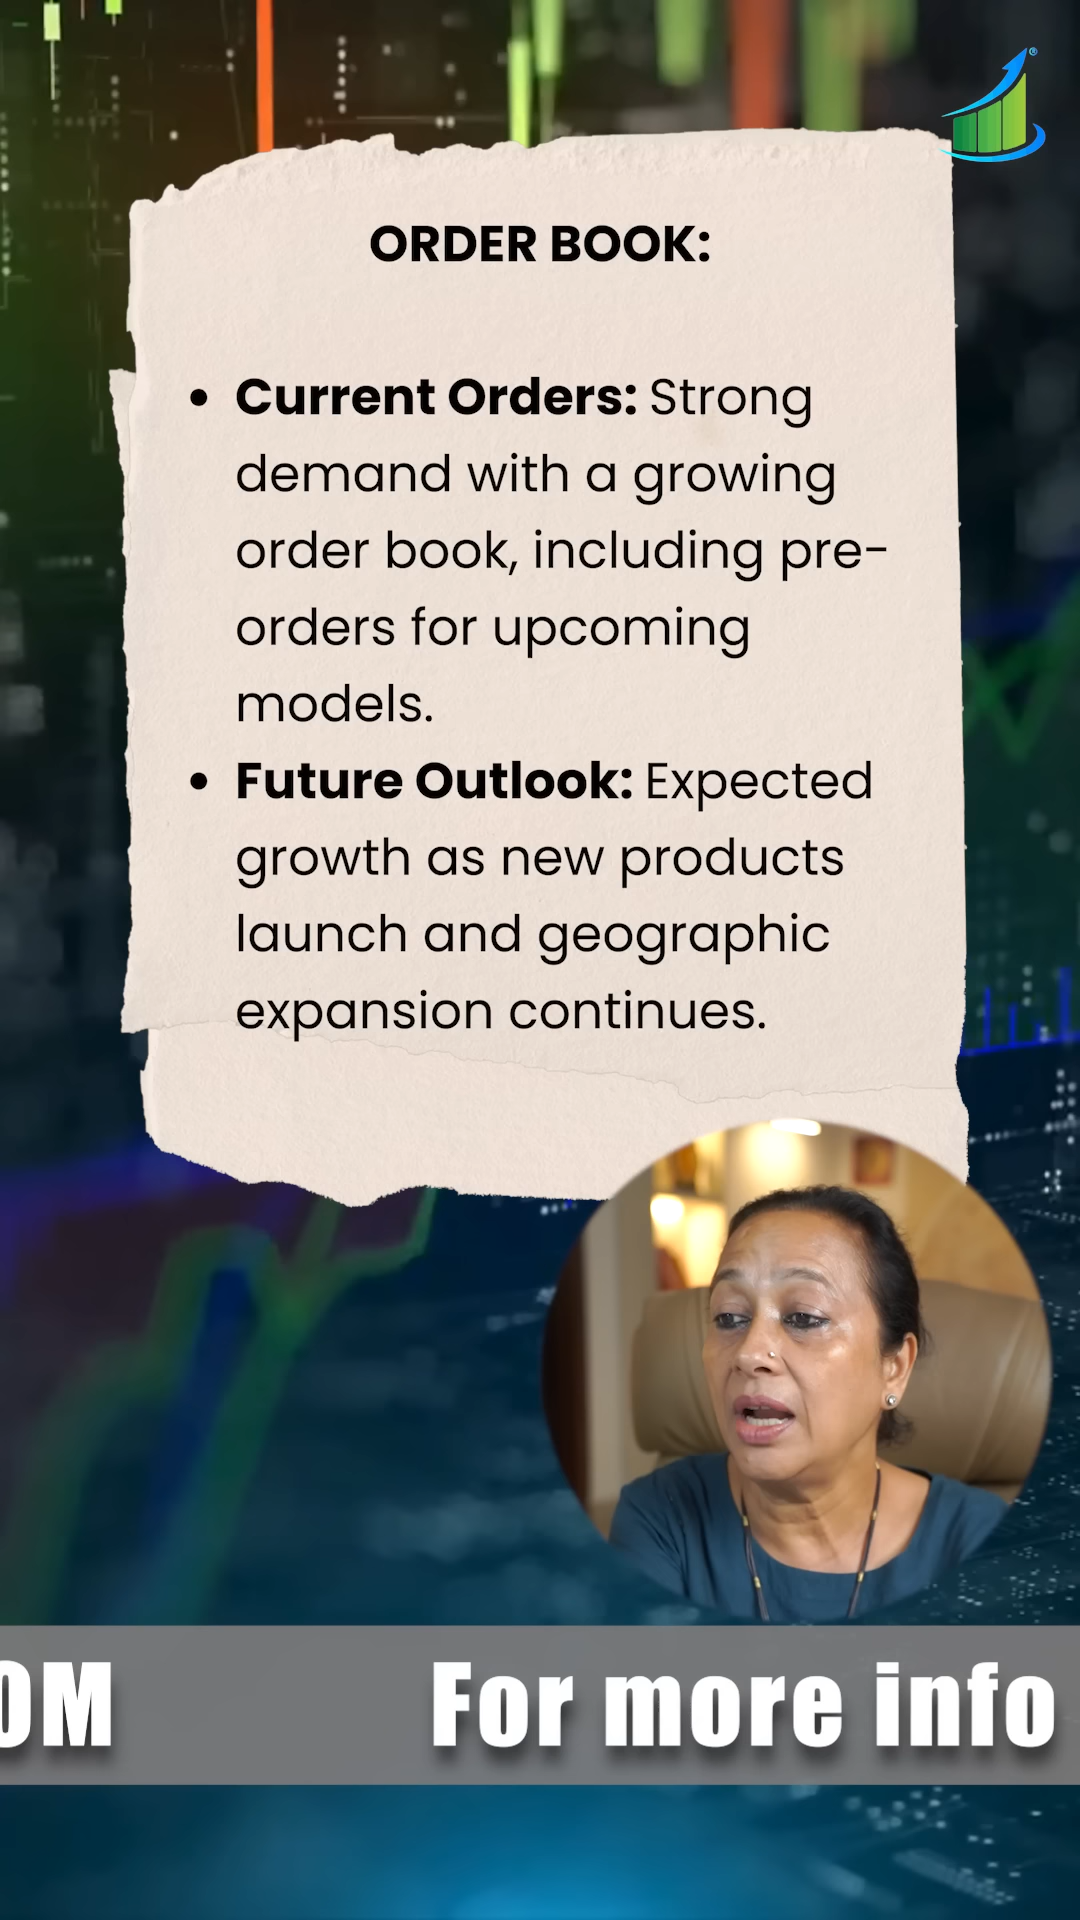 ORDER BOOK:
• Current Orders: Strong
demand with a growing
order book, including pre-
orders for upcoming
models.
• Future Outlook: Expected
growth as new products
launch and geographic
expansion continues.
OM For more info